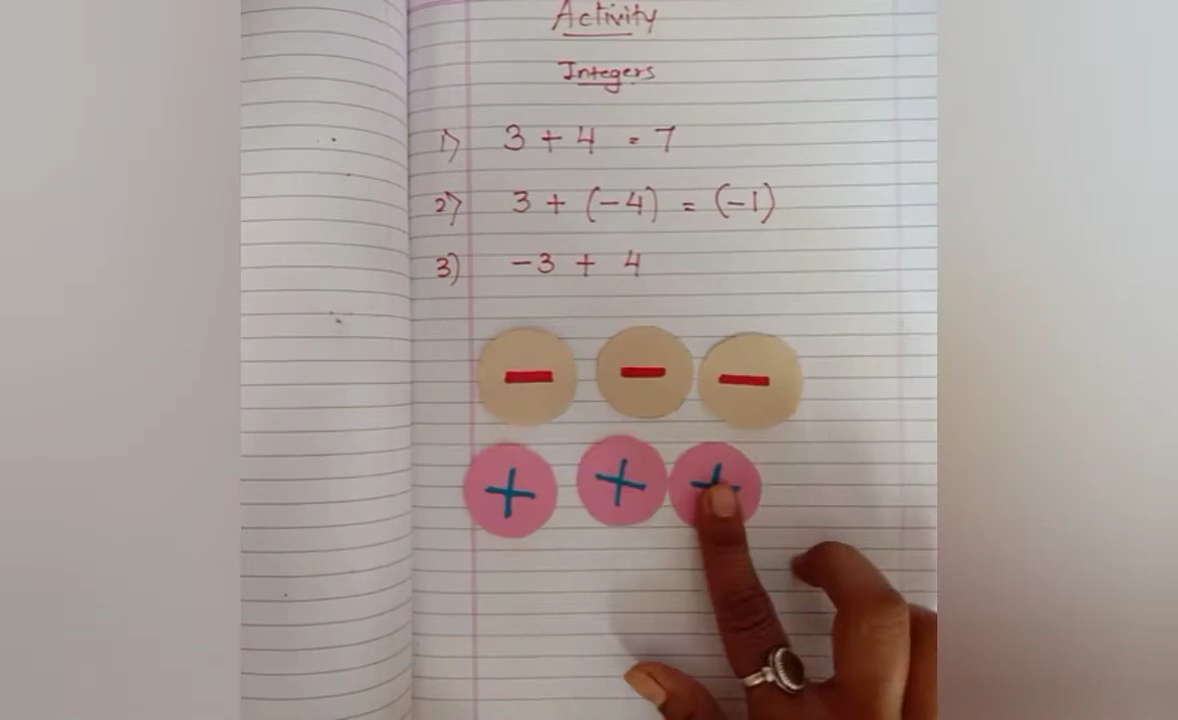 Activity
Integers
1) 3 + 4 = 7
2) 3 + (-4) = (-1)
3) -3 + 4
- - -
+ + +